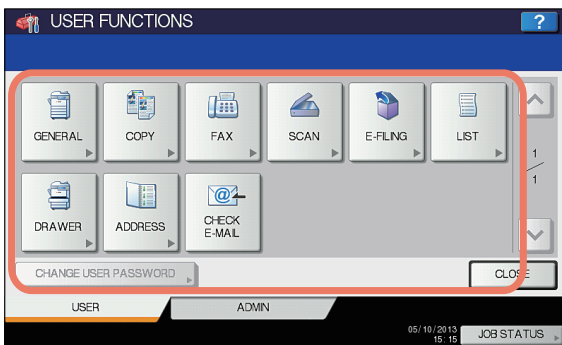 USER FUNCTIONS
?
GENERAL
COPY
FAX
SCAN
E-FILING
LIST
1
1
DRAWER
ADDRESS
@
CHECK
E-MAIL
CHANGE USER PASSWORD
CLOSE
USER
ADMIN
05/10/2013
15:15
JOB STATUS